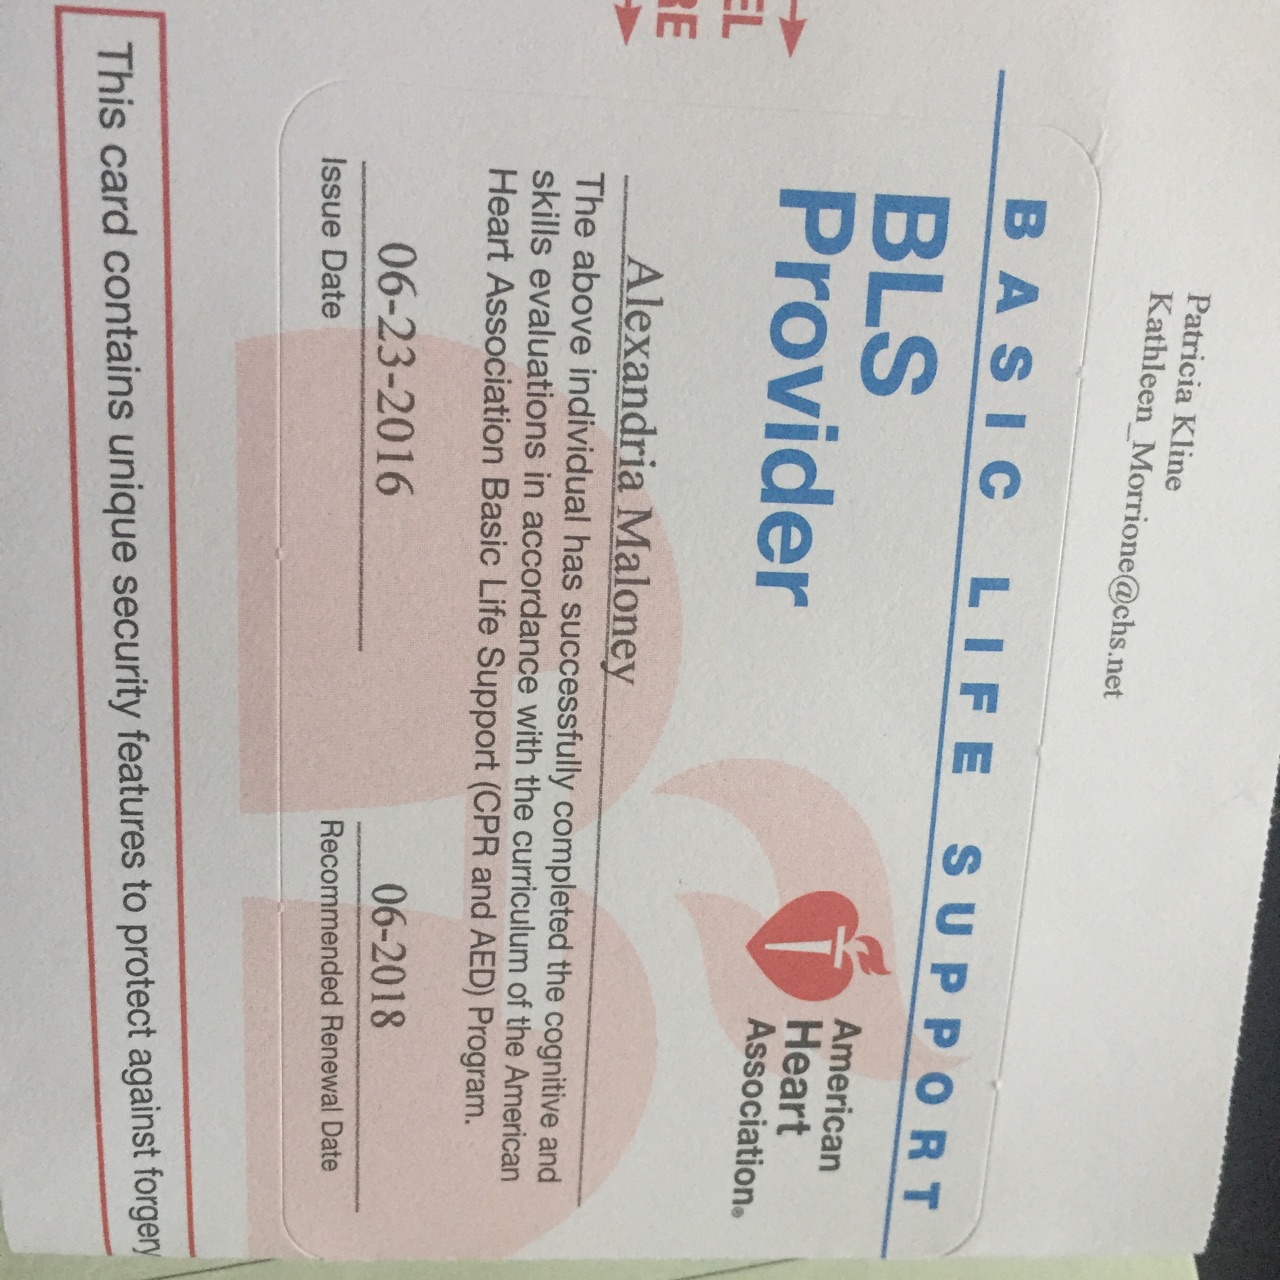 Patricia Kline
Kathleen_Morrione@chs.net
BASIC LIFE SUPPORT
BLS
Provider
American
Heart
Association®
Alexandria Maloney
The above individual has successfully completed the cognitive and
skills evaluations in accordance with the curriculum of the American
Heart Association Basic Life Support (CPR and AED) Program.
06-23-2016
Issue Date
06-2018
Recommended Renewal Date
EL
RE
This card contains unique security features to protect against forgery